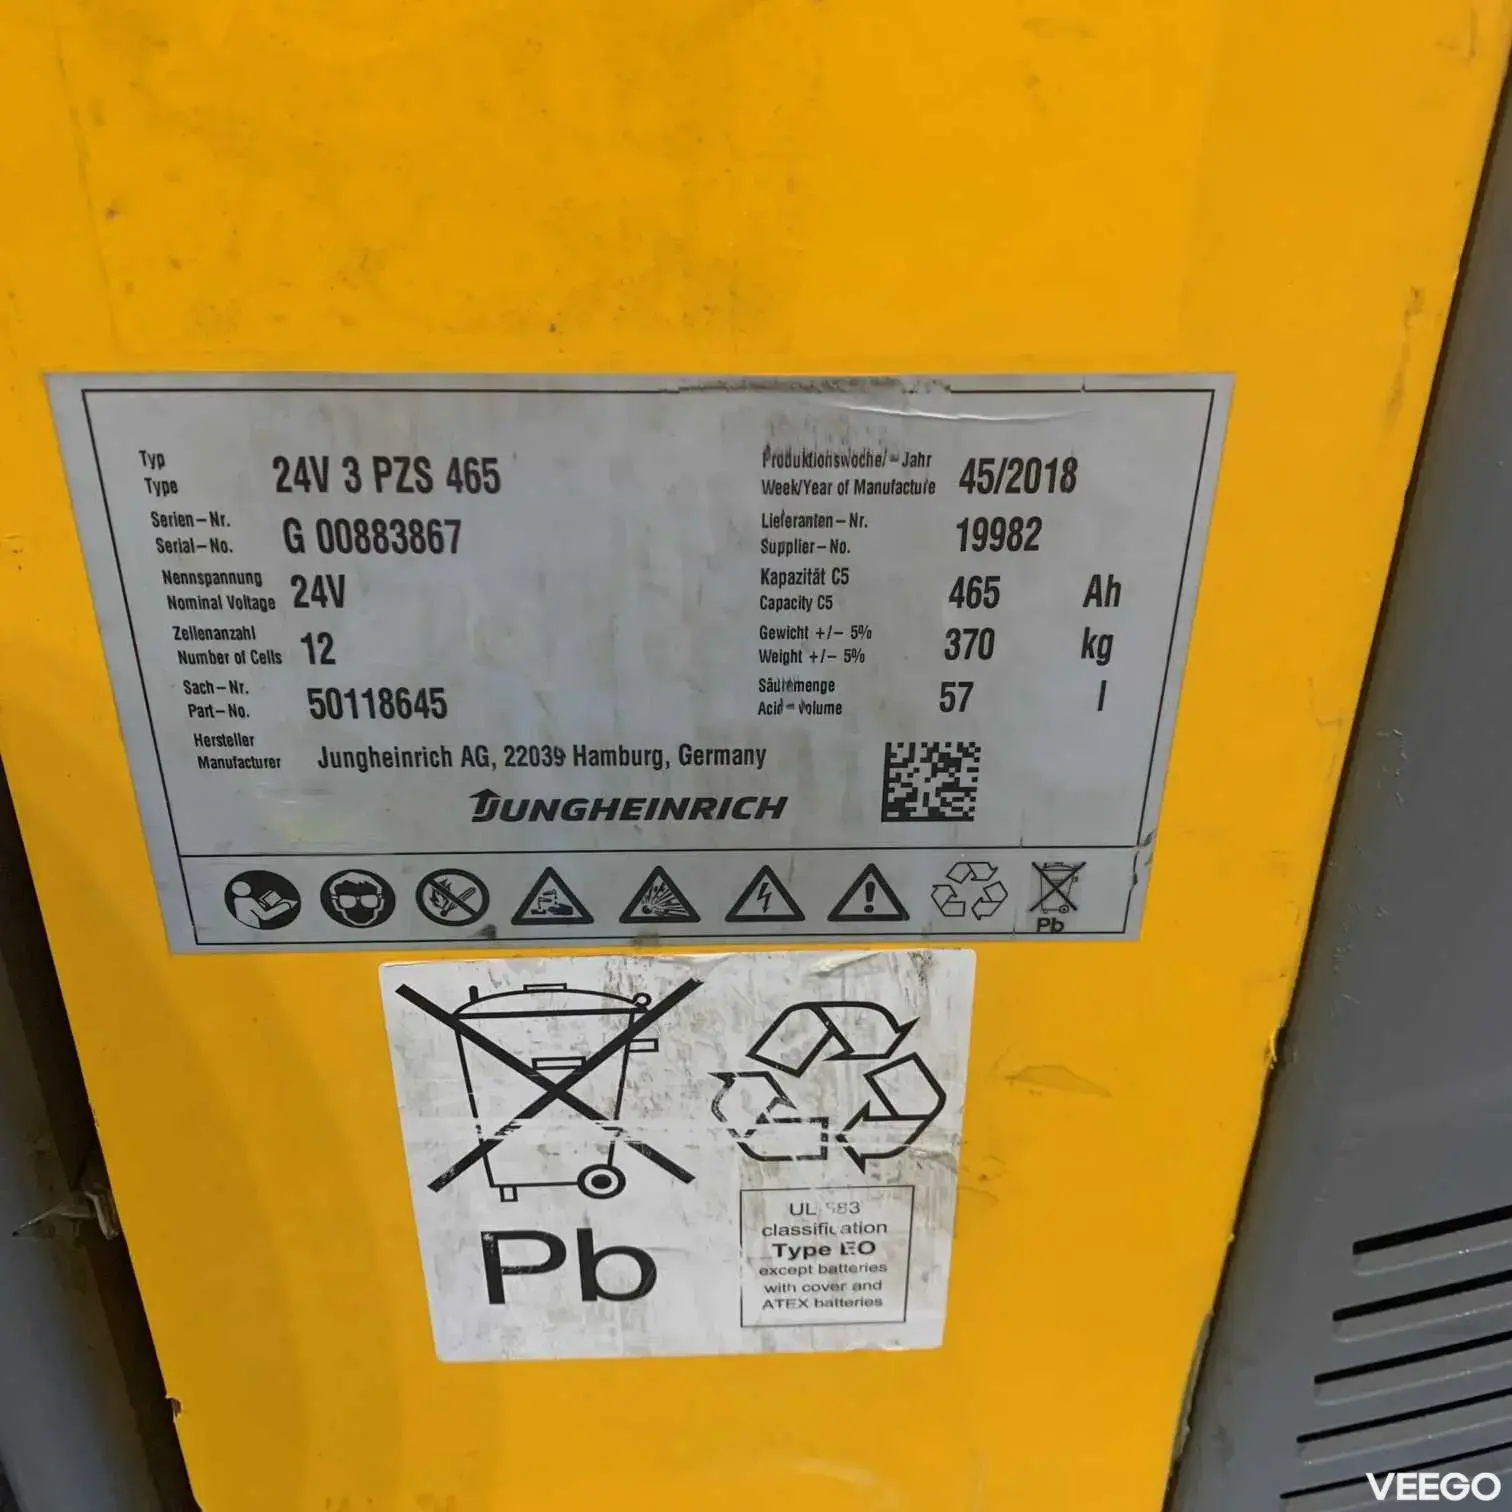 Typ
Type
24V 3 PZS 465
Produktionswoche/-Jahr
Week/Year of Manufacture
45/2018
Serien-Nr.
Serial-No.
G 00883867
Lieferanten-Nr.
Supplier-No.
19982
Nennspannung
Nominal Voltage
24V
Kapazität C5
Capacity C5
465 Ah
Zellenanzahl
Number of Cells
12
Gewicht +/- 5%
Weight +/- 5%
370 kg
Sach-Nr.
Part-No.
50118645
Säuremenge
Acid-Volume
57 l
Hersteller
Manufacturer
Jungheinrich AG, 22039 Hamburg, Germany
JUNGHEINRICH
Pb
Pb
UL 583
classification
Type EO
except batteries
with cover and
ATEX batteries
VEEGO